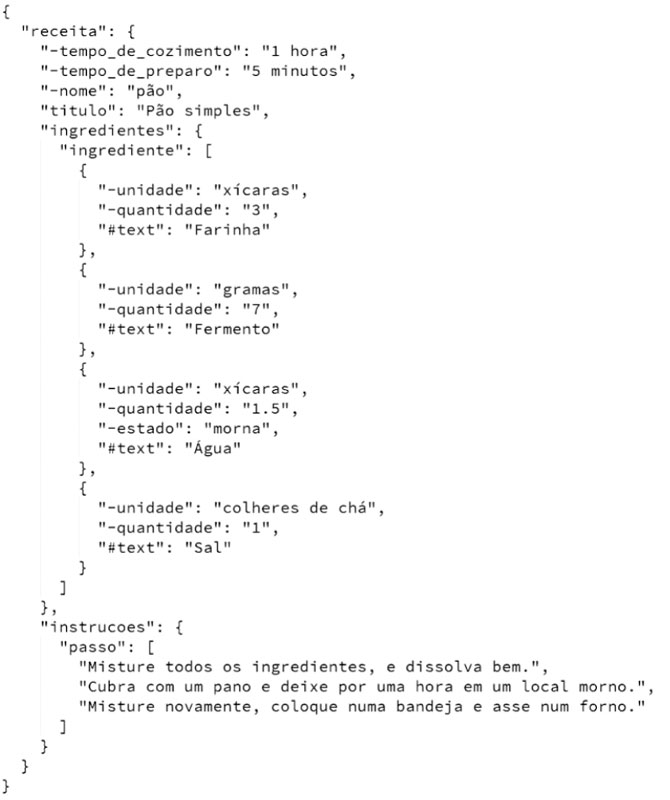 {
  "receita": {
    "-tempo_de_cozimento": "1 hora",
    "-tempo_de_preparo": "5 minutos",
    "-nome": "pão",
    "titulo": "Pão simples",
    "ingredientes": {
      "ingrediente": [
        {
          "-unidade": "xícaras",
          "-quantidade": "3",
          "#text": "Farinha"
        },
        {
          "-unidade": "gramas",
          "-quantidade": "7",
          "#text": "Fermento"
        },
        {
          "-unidade": "xícaras",
          "-quantidade": "1.5",
          "-estado": "morna",
          "#text": "Água"
        },
        {
          "-unidade": "colheres de chá",
          "-quantidade": "1",
          "#text": "Sal"
        }
      ]
    },
    "instrucoes": {
      "passo": [
        "Misture todos os ingredientes, e dissolva bem.",
        "Cubra com um pano e deixe por uma hora em um local morno.",
        "Misture novamente, coloque numa bandeja e asse num forno."
      ]
    }
  }
}